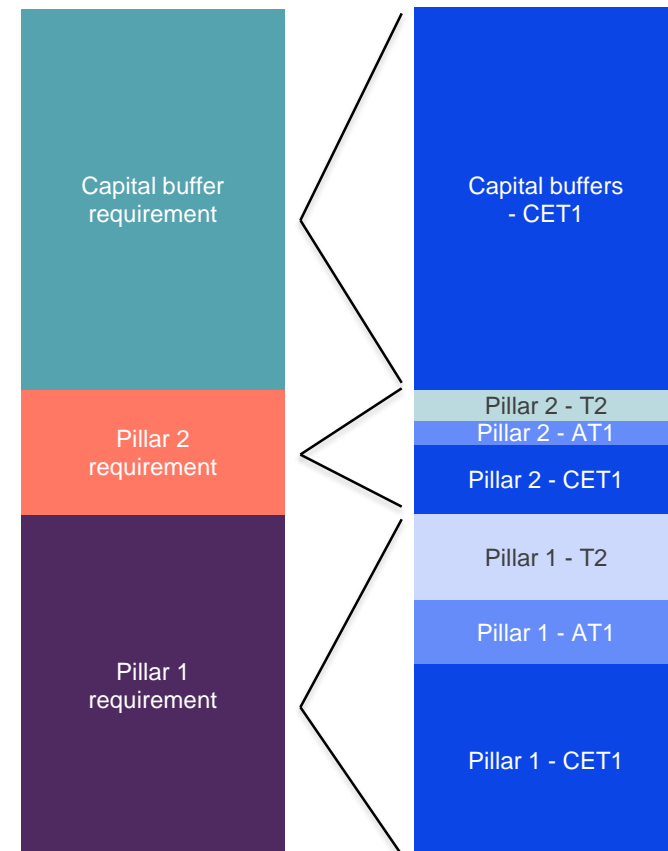 Capital buffer
requirement
Pillar 2
requirement
Pillar 1
requirement
Capital buffers
- CET1
Pillar 2 - T2
Pillar 2 - AT1
Pillar 2 - CET1
Pillar 1 - T2
Pillar 1 - AT1
Pillar 1 - CET1